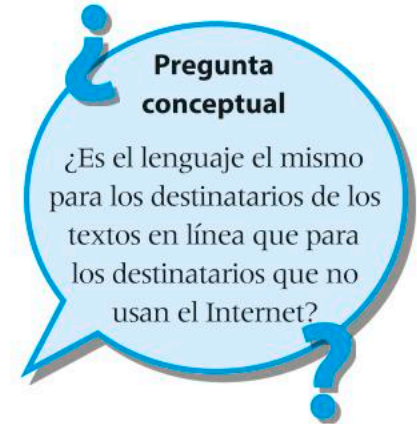 ¿
Pregunta
conceptual
¿Es el lenguaje el mismo
para los destinatarios de los
textos en línea que para
los destinatarios que no
usan el Internet?
?